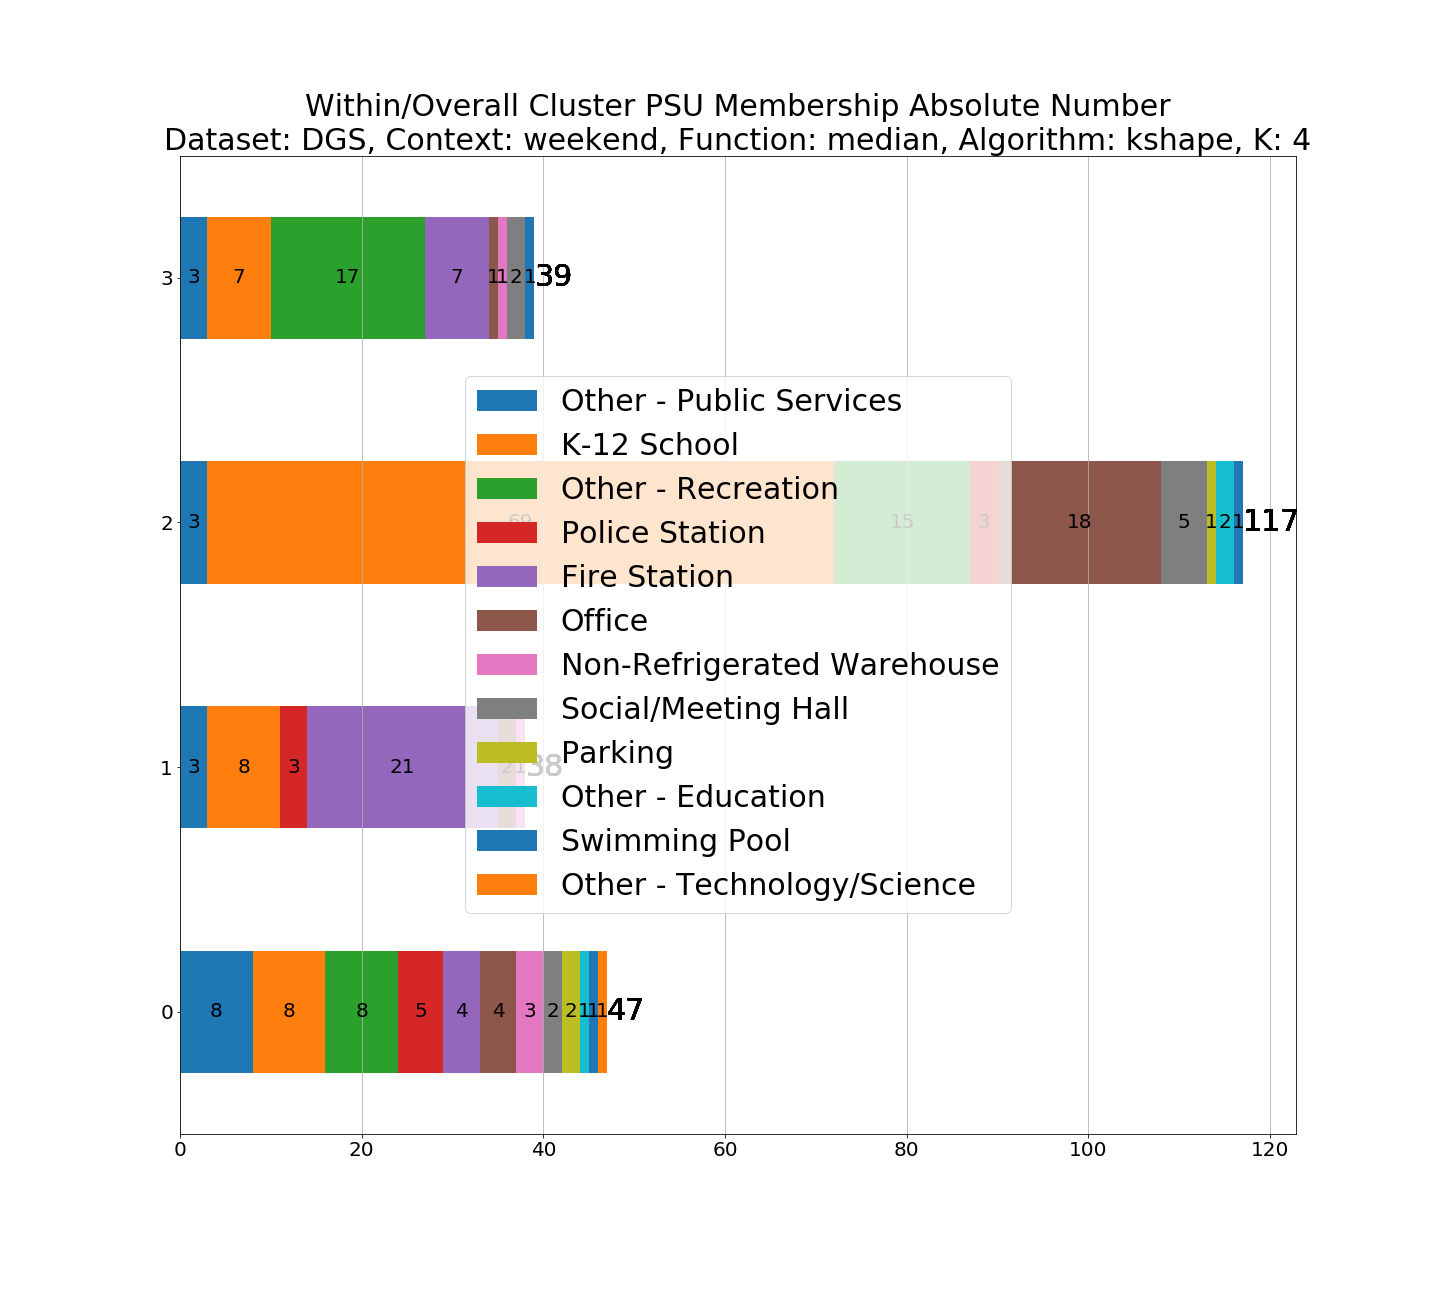 Within/Overall Cluster PSU Membership Absolute Number
Dataset: DGS, Context: weekend, Function: median, Algorithm: kshape, K: 4
3 3 7 17 7 1 1 2 1 39
Other - Public Services
K-12 School
Other - Recreation
2 3 69 15 3 18 5 1 2 1 117
Police Station
Fire Station
Office
Non-Refrigerated Warehouse
Social/Meeting Hall
Parking
1 3 8 3 21 2 1 38
Other - Education
Swimming Pool
Other - Technology/Science
0 8 8 8 5 4 4 3 2 2 1 1 1 47
0 20 40 60 80 100 120